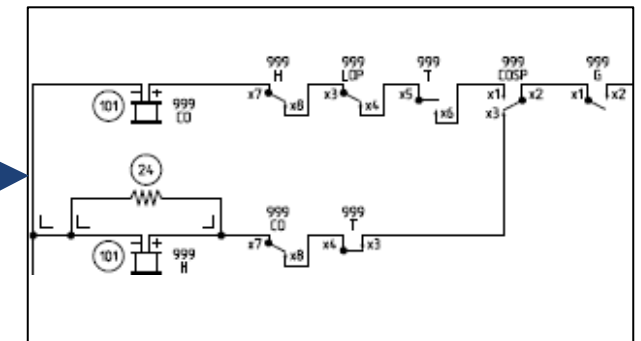 999 999 T 999 999
H LOP COSP G
x7 x8 x3 x4 x5 x6 x1 x2 x1 x2
x3
101 - + 999
CO
24
999 999
CO T
x7 x8 x4 x3
101 - + 999
H